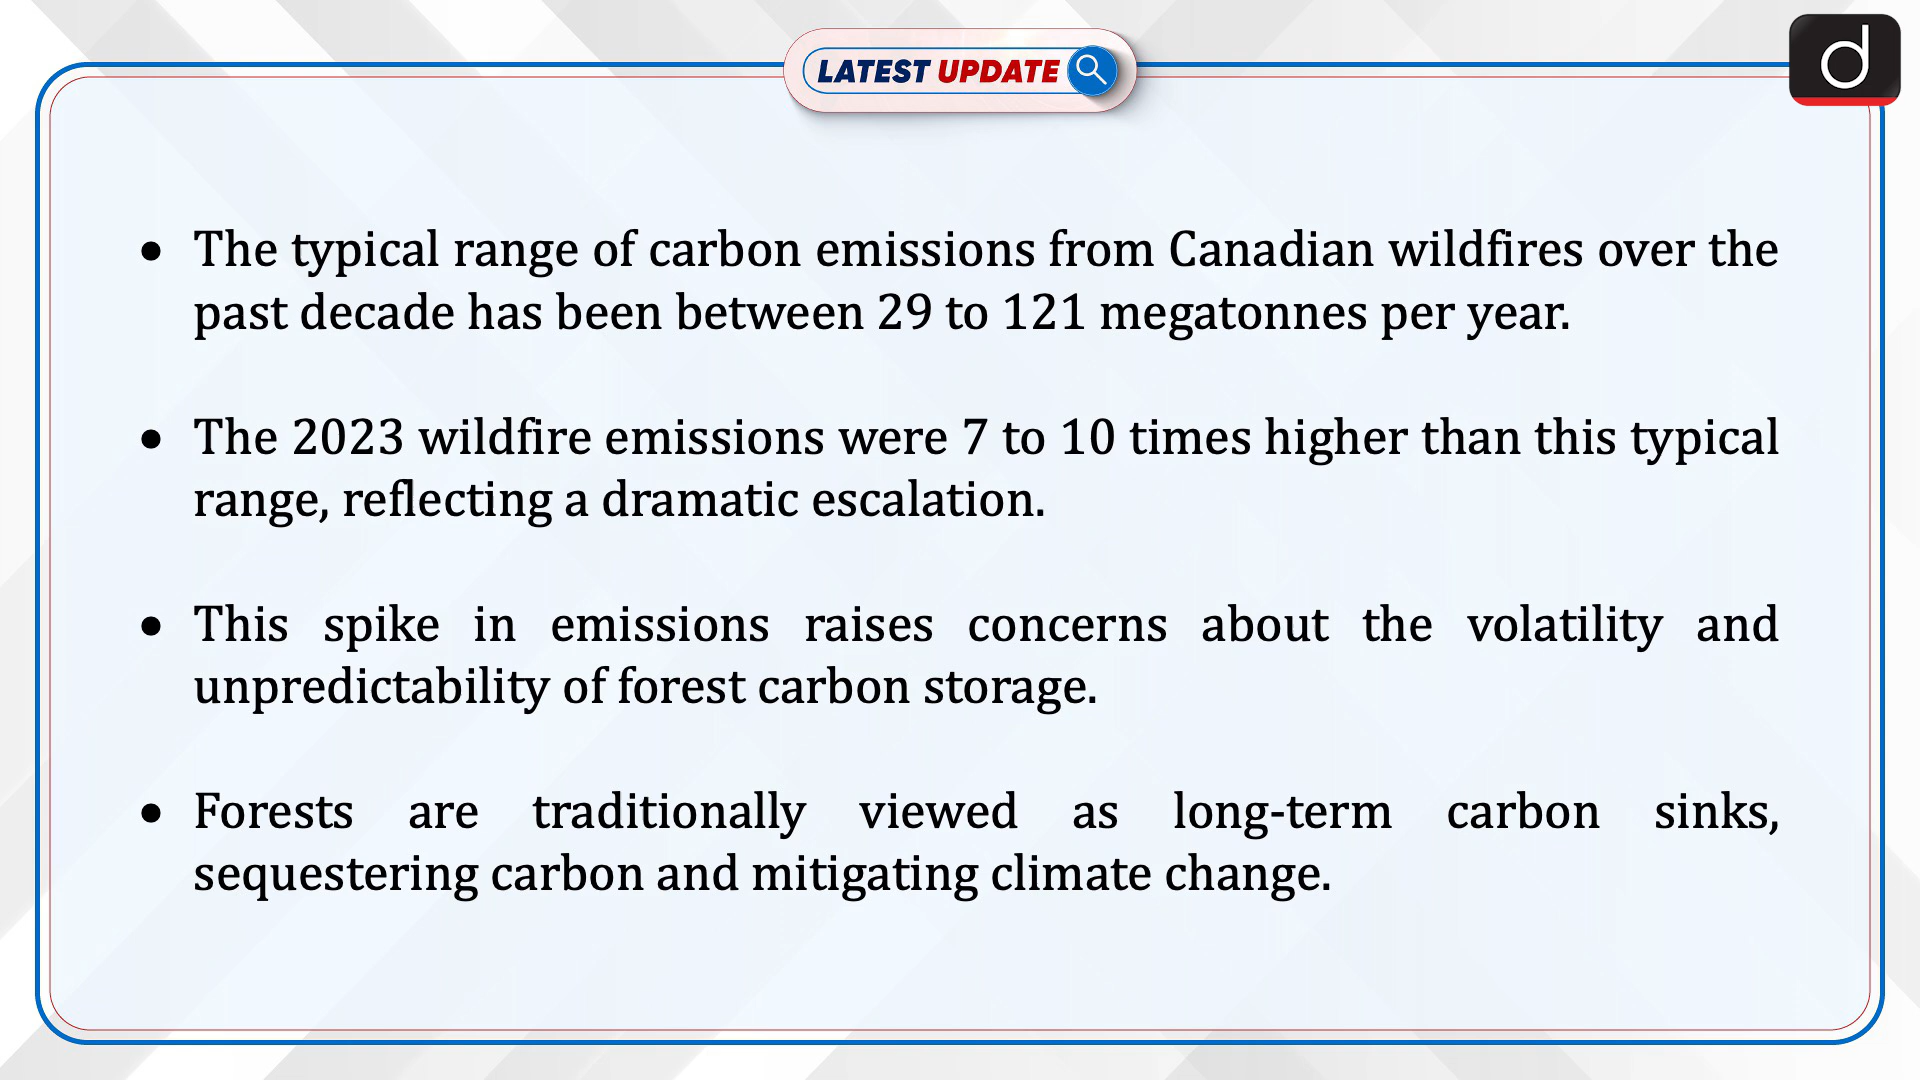 LATEST UPDATE
d
• The typical range of carbon emissions from Canadian wildfires over the
past decade has been between 29 to 121 megatonnes per year.
• The 2023 wildfire emissions were 7 to 10 times higher than this typical
range, reflecting a dramatic escalation.
• This spike in emissions raises concerns about the volatility and
unpredictability of forest carbon storage.
• Forests are traditionally viewed as long-term carbon sinks,
sequestering carbon and mitigating climate change.